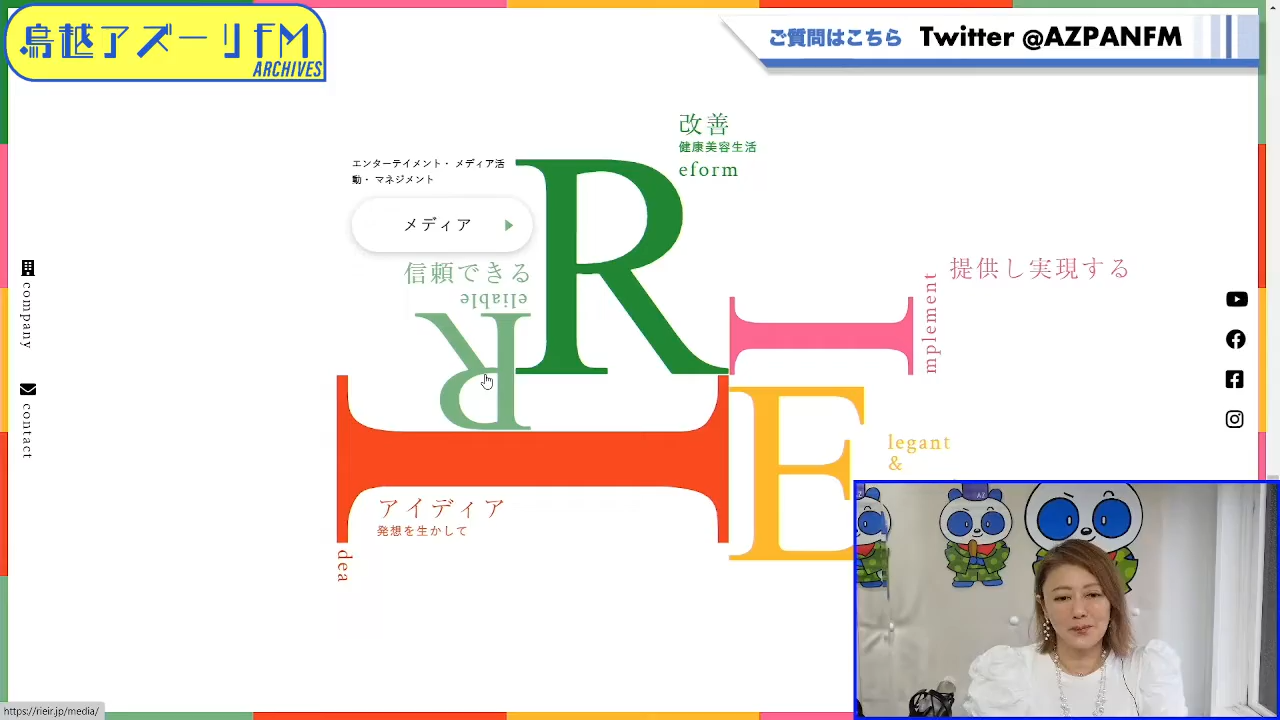 鳥越アズーリFM
ARCHIVES
ご質問はこちら Twitter @AZPANFM
改善
健康美容生活
eform
エンターテイメント・ メディア活
動・ マネジメント
メディア
R
信頼できる
eliable
R
提供し実現する
mplement
I
company
contact
E
legant
&
I
アイディア
発想を生かして
dea
AZ
https://rieir.jp/media/